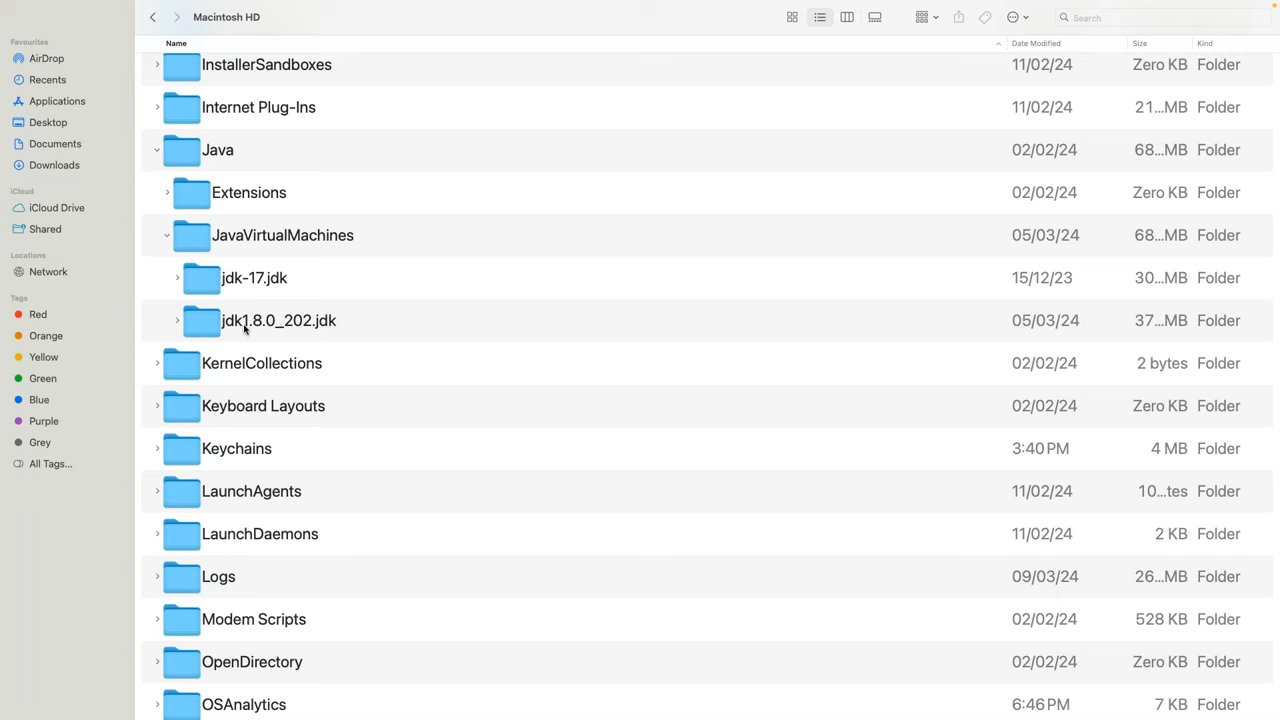 Macintosh HD
Search
Favourites
AirDrop
Recents
Applications
Desktop
Documents
Downloads
iCloud
iCloud Drive
Shared
Locations
Network
Tags
Red
Orange
Yellow
Green
Blue
Purple
Grey
All Tags...
Name Date Modified Size Kind
InstallerSandboxes 11/02/24 Zero KB Folder
Internet Plug-Ins 11/02/24 21...MB Folder
Java 02/02/24 68...MB Folder
Extensions 02/02/24 Zero KB Folder
JavaVirtualMachines 05/03/24 68...MB Folder
jdk-17.jdk 15/12/23 30...MB Folder
jdk1.8.0_202.jdk 05/03/24 37...MB Folder
KernelCollections 02/02/24 2 bytes Folder
Keyboard Layouts 02/02/24 Zero KB Folder
Keychains 3:40 PM 4 MB Folder
LaunchAgents 11/02/24 10...tes Folder
LaunchDaemons 11/02/24 2 KB Folder
Logs 09/03/24 26...MB Folder
Modem Scripts 02/02/24 528 KB Folder
OpenDirectory 02/02/24 Zero KB Folder
OSAnalytics 6:46 PM 7 KB Folder